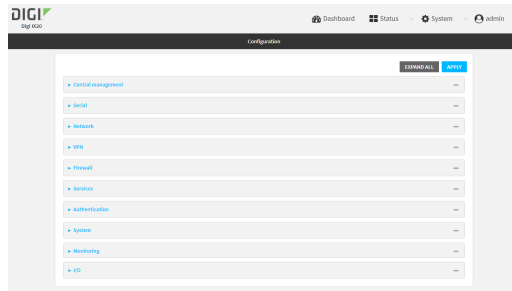 DIGI
Digi IX20
Dashboard Status System admin
Configuration
EXPAND ALL APPLY
Central management
Serial
Network
VPN
Firewall
Services
Authentication
System
Monitoring
I/O